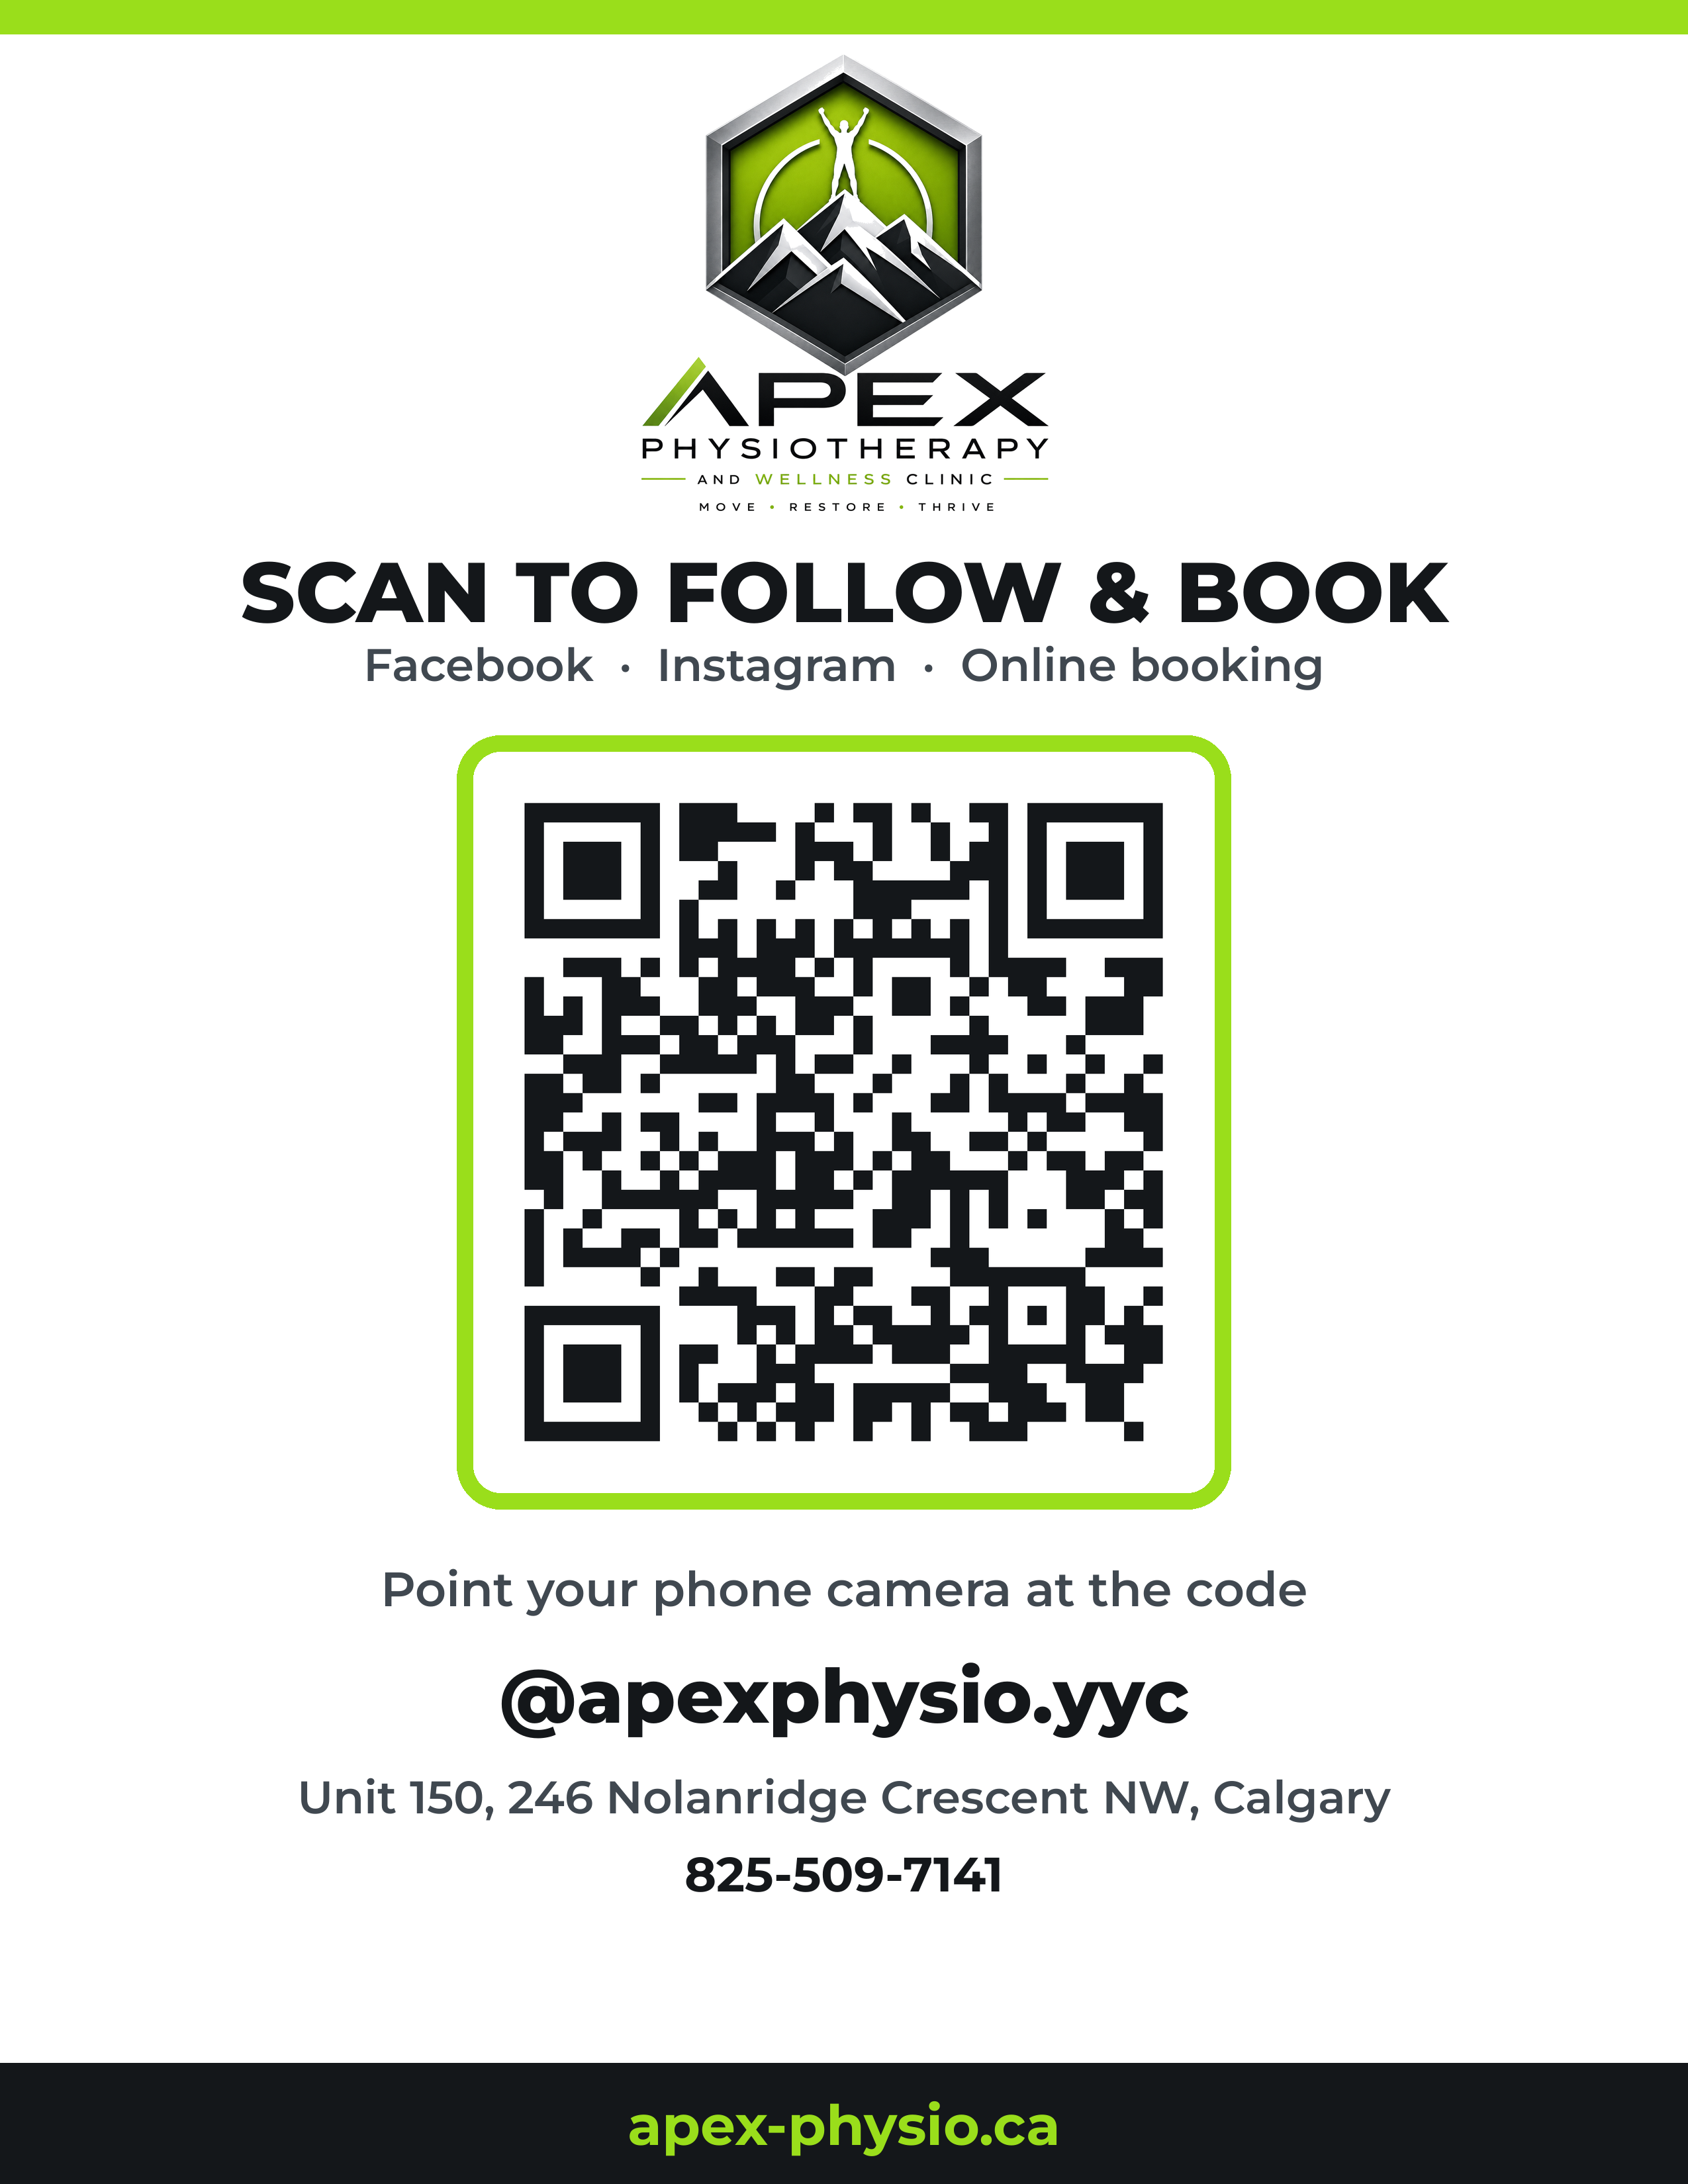 APEX
PHYSIOTHERAPY
AND WELLNESS CLINIC
MOVE • RESTORE • THRIVE
SCAN TO FOLLOW & BOOK
Facebook · Instagram · Online booking
Point your phone camera at the code
@apexphysio.yyc
Unit 150, 246 Nolanridge Crescent NW, Calgary
825-509-7141
apex-physio.ca